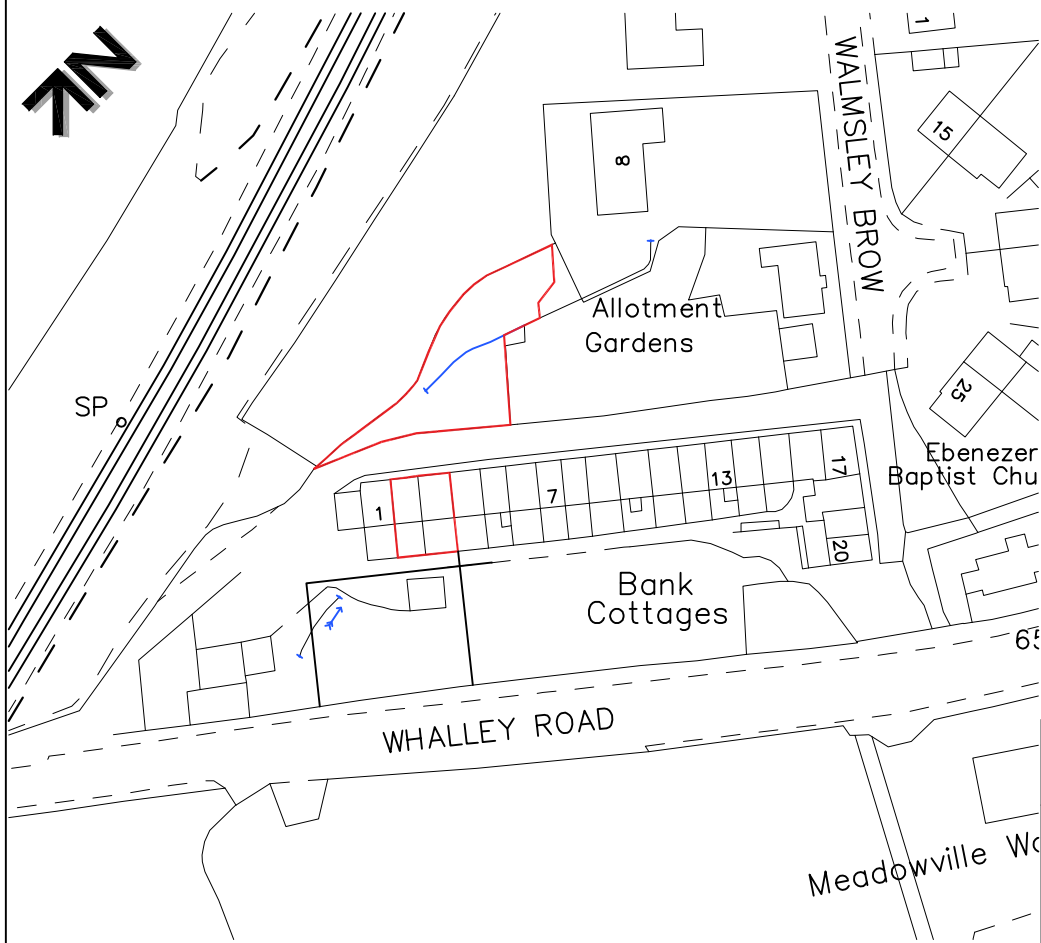 N
1
WALMSLEY BROW
15
8
Allotment
Gardens
SP
25
Ebenezer
Baptist Chu
1
7
13
17
20
Bank
Cottages
65
WHALLEY ROAD
Meadowville